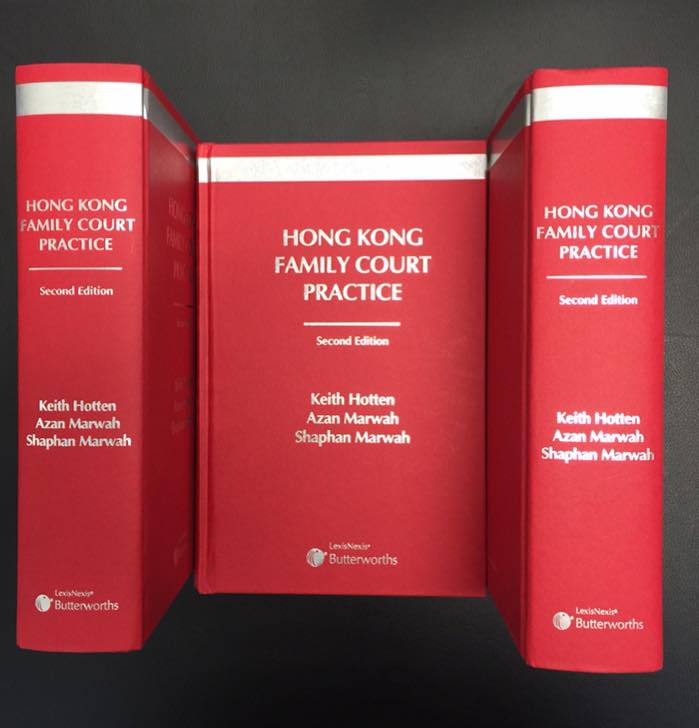 HONG KONG
FAMILY COURT
PRACTICE
Second Edition
Keith Hotten
Azan Marwah
Shaphan Marwah
LexisNexis®
Butterworths
HONG KONG
FAMILY COURT
PRACTICE
Second Edition
Keith Hotten
Azan Marwah
Shaphan Marwah
LexisNexis®
Butterworths
HONG KONG
FAMILY COURT
PRACTICE
Second Edition
Keith Hotten
Azan Marwah
Shaphan Marwah
LexisNexis®
Butterworths